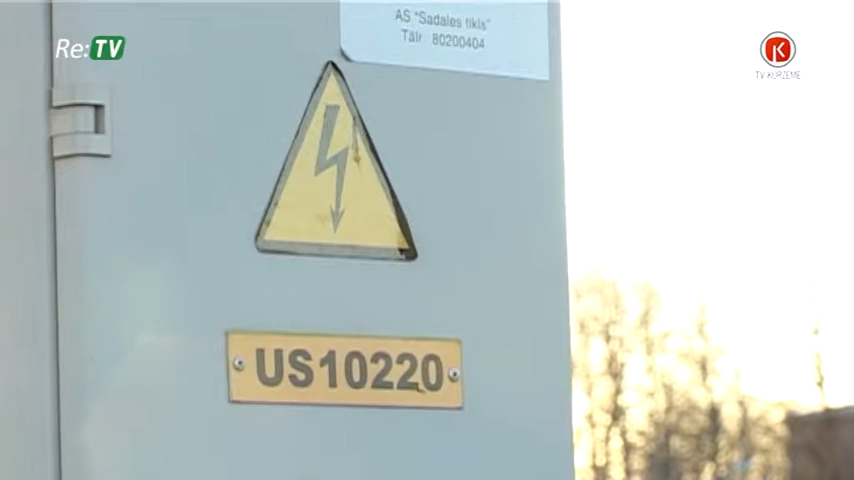 Re:TV
AS "Sadales tīkls"
Tālr. 80200404
K
TV KURZEME
US10220